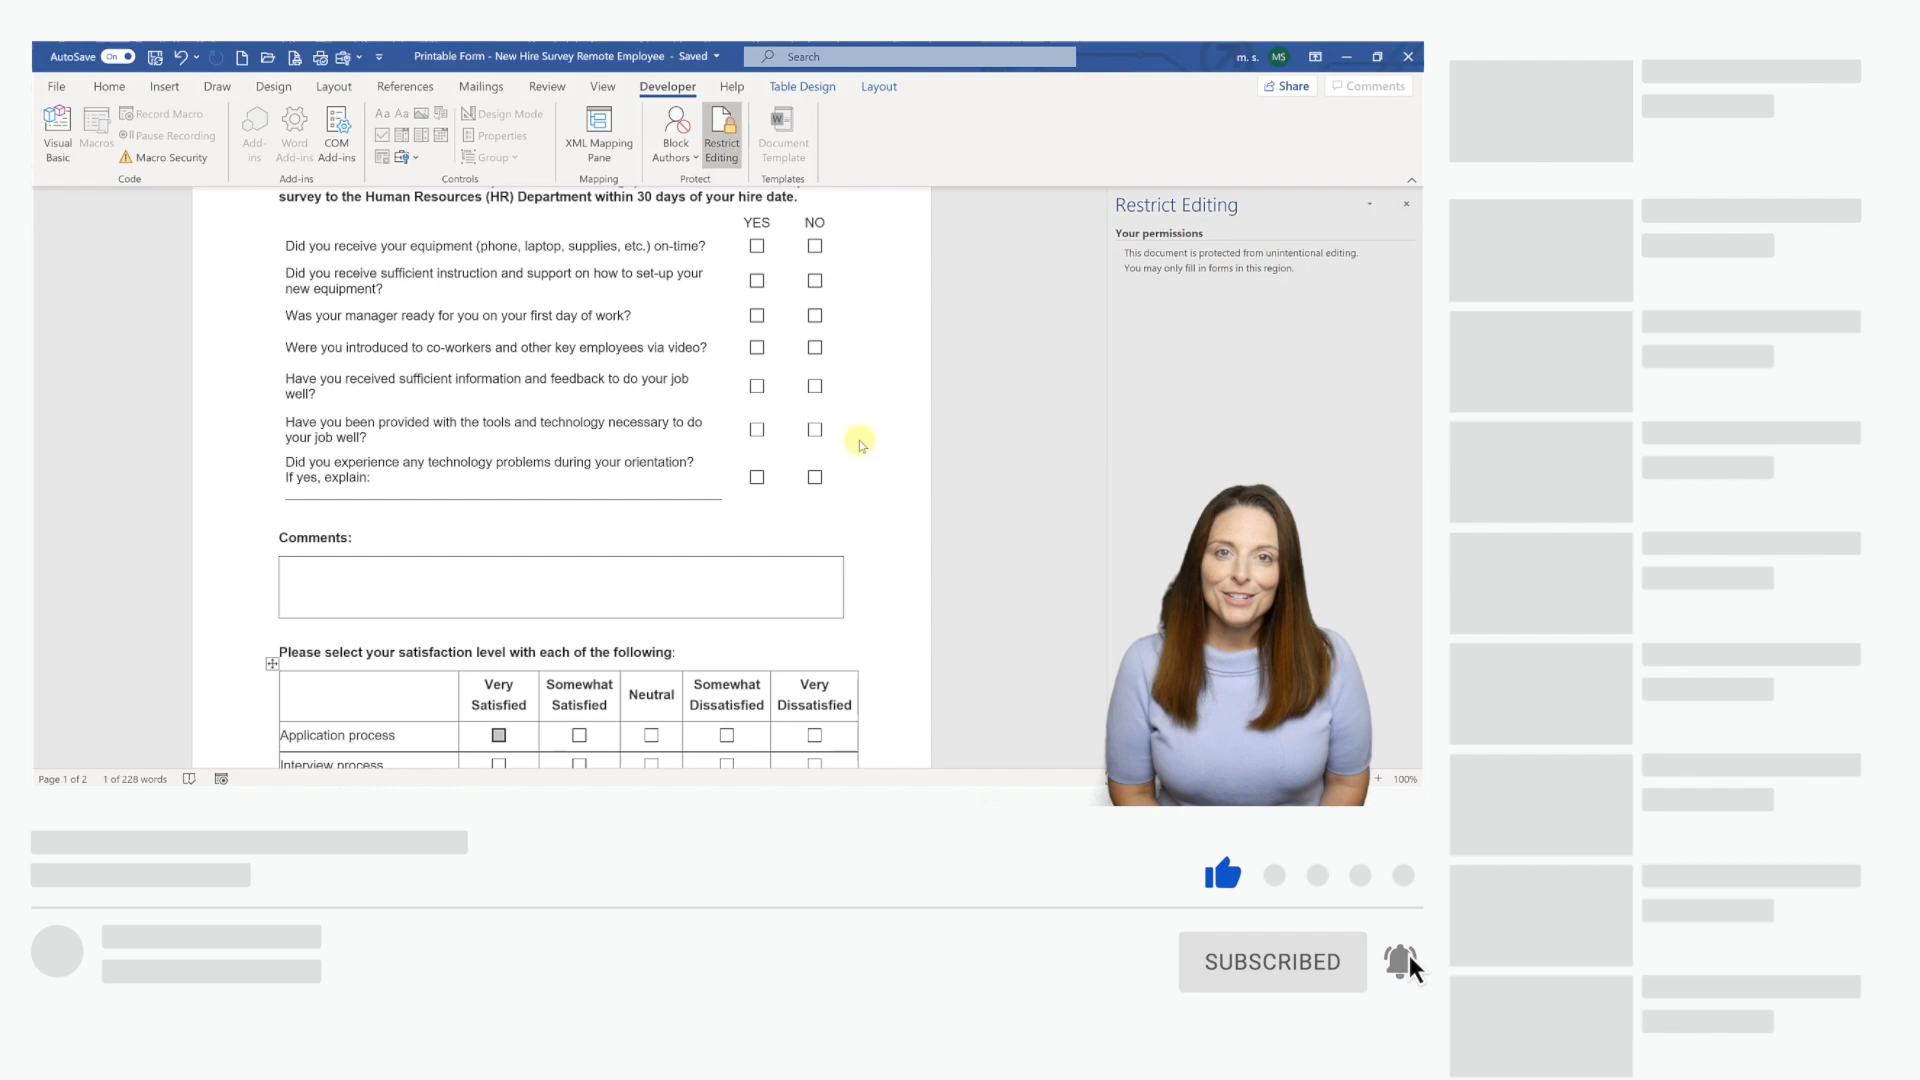 AutoSave On Printable Form - New Hire Survey Remote Employee - Saved Search m. s. MS
File Home Insert Draw Design Layout References Mailings Review View Developer Help Table Design Layout Share Comments
Visual Basic
Macros
Record Macro
Pause Recording
Macro Security
Code
Add-ins
Word Add-ins
COM Add-ins
Add-ins
Aa Aa
Design Mode
Properties
Group
Controls
XML Mapping Pane
Mapping
Block Authors
Restrict Editing
Protect
Document Template
Templates
survey to the Human Resources (HR) Department within 30 days of your hire date.
YES NO
Did you receive your equipment (phone, laptop, supplies, etc.) on-time?
Did you receive sufficient instruction and support on how to set-up your
new equipment?
Was your manager ready for you on your first day of work?
Were you introduced to co-workers and other key employees via video?
Have you received sufficient information and feedback to do your job
well?
Have you been provided with the tools and technology necessary to do
your job well?
Did you experience any technology problems during your orientation?
If yes, explain:
Comments:
Please select your satisfaction level with each of the following:
Very Satisfied
Somewhat Satisfied
Neutral
Somewhat Dissatisfied
Very Dissatisfied
Application process
Interview process
Page 1 of 2 1 of 228 words
100%
Restrict Editing
Your permissions
This document is protected from unintentional editing.
You may only fill in forms in this region.
SUBSCRIBED